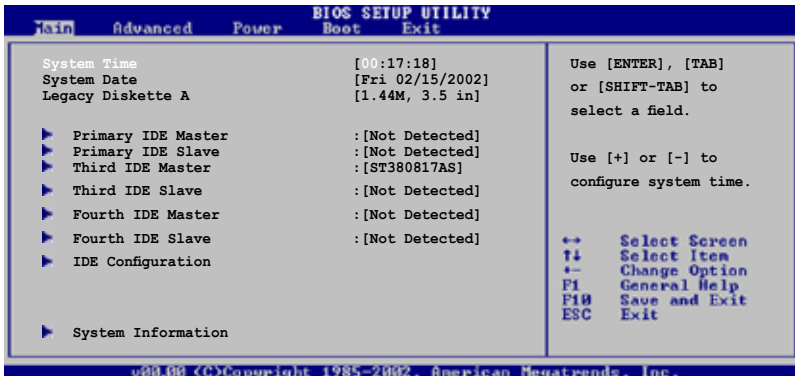 BIOS SETUP UTILITY
Main Advanced Power Boot Exit
System Time [00:17:18]
System Date [Fri 02/15/2002]
Legacy Diskette A [1.44M, 3.5 in]
Primary IDE Master :[Not Detected]
Primary IDE Slave :[Not Detected]
Third IDE Master :[ST380817AS]
Third IDE Slave :[Not Detected]
Fourth IDE Master :[Not Detected]
Fourth IDE Slave :[Not Detected]
IDE Configuration
System Information
Use [ENTER], [TAB]
or [SHIFT-TAB] to
select a field.
Use [+] or [-] to
configure system time.
↔ Select Screen
↑↓ Select Item
+- Change Option
F1 General Help
F10 Save and Exit
ESC Exit
v00.00 (C)Copyright 1985-2002, American Megatrends, Inc.